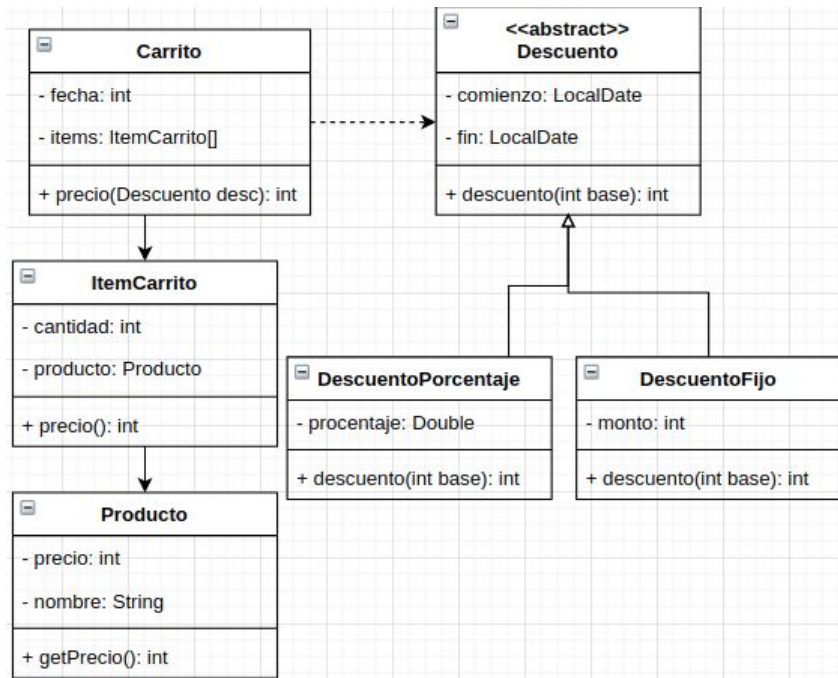 Carrito
- fecha: int
- items: ItemCarrito[]
+ precio(Descuento desc): int
<<abstract>>
Descuento
- comienzo: LocalDate
- fin: LocalDate
+ descuento(int base): int
ItemCarrito
- cantidad: int
- producto: Producto
+ precio(): int
DescuentoPorcentaje
- procentaje: Double
+ descuento(int base): int
DescuentoFijo
- monto: int
+ descuento(int base): int
Producto
- precio: int
- nombre: String
+ getPrecio(): int